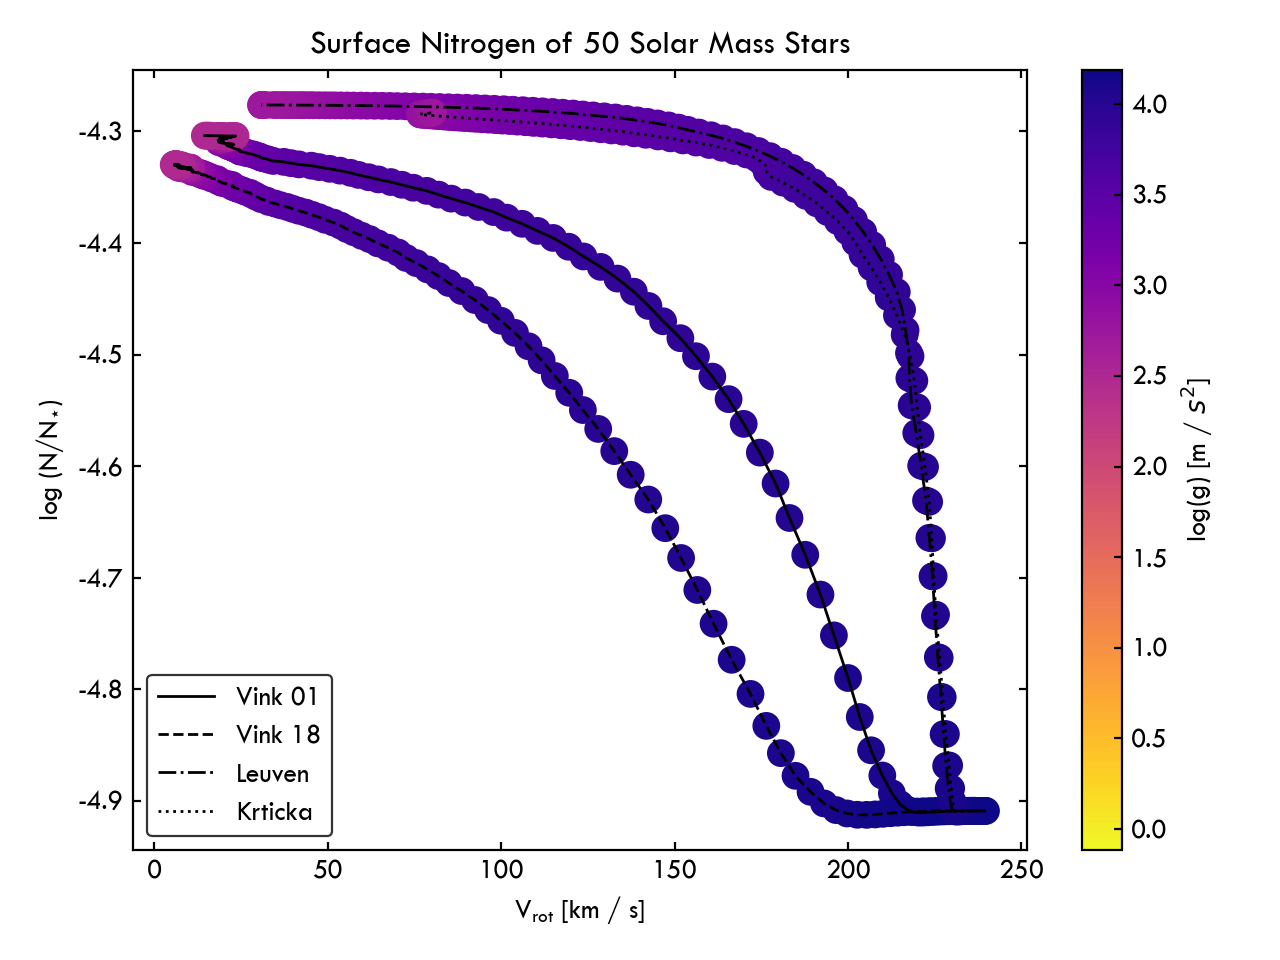 Surface Nitrogen of 50 Solar Mass Stars
-4.3
-4.4
-4.5
-4.6
-4.7
-4.8
-4.9
log (N/N⋆)
Vink 01
Vink 18
Leuven
Krticka
0
50
100
150
200
250
V_rot [km / s]
4.0
3.5
3.0
2.5
2.0
1.5
1.0
0.5
0.0
log(g) [m / s²]